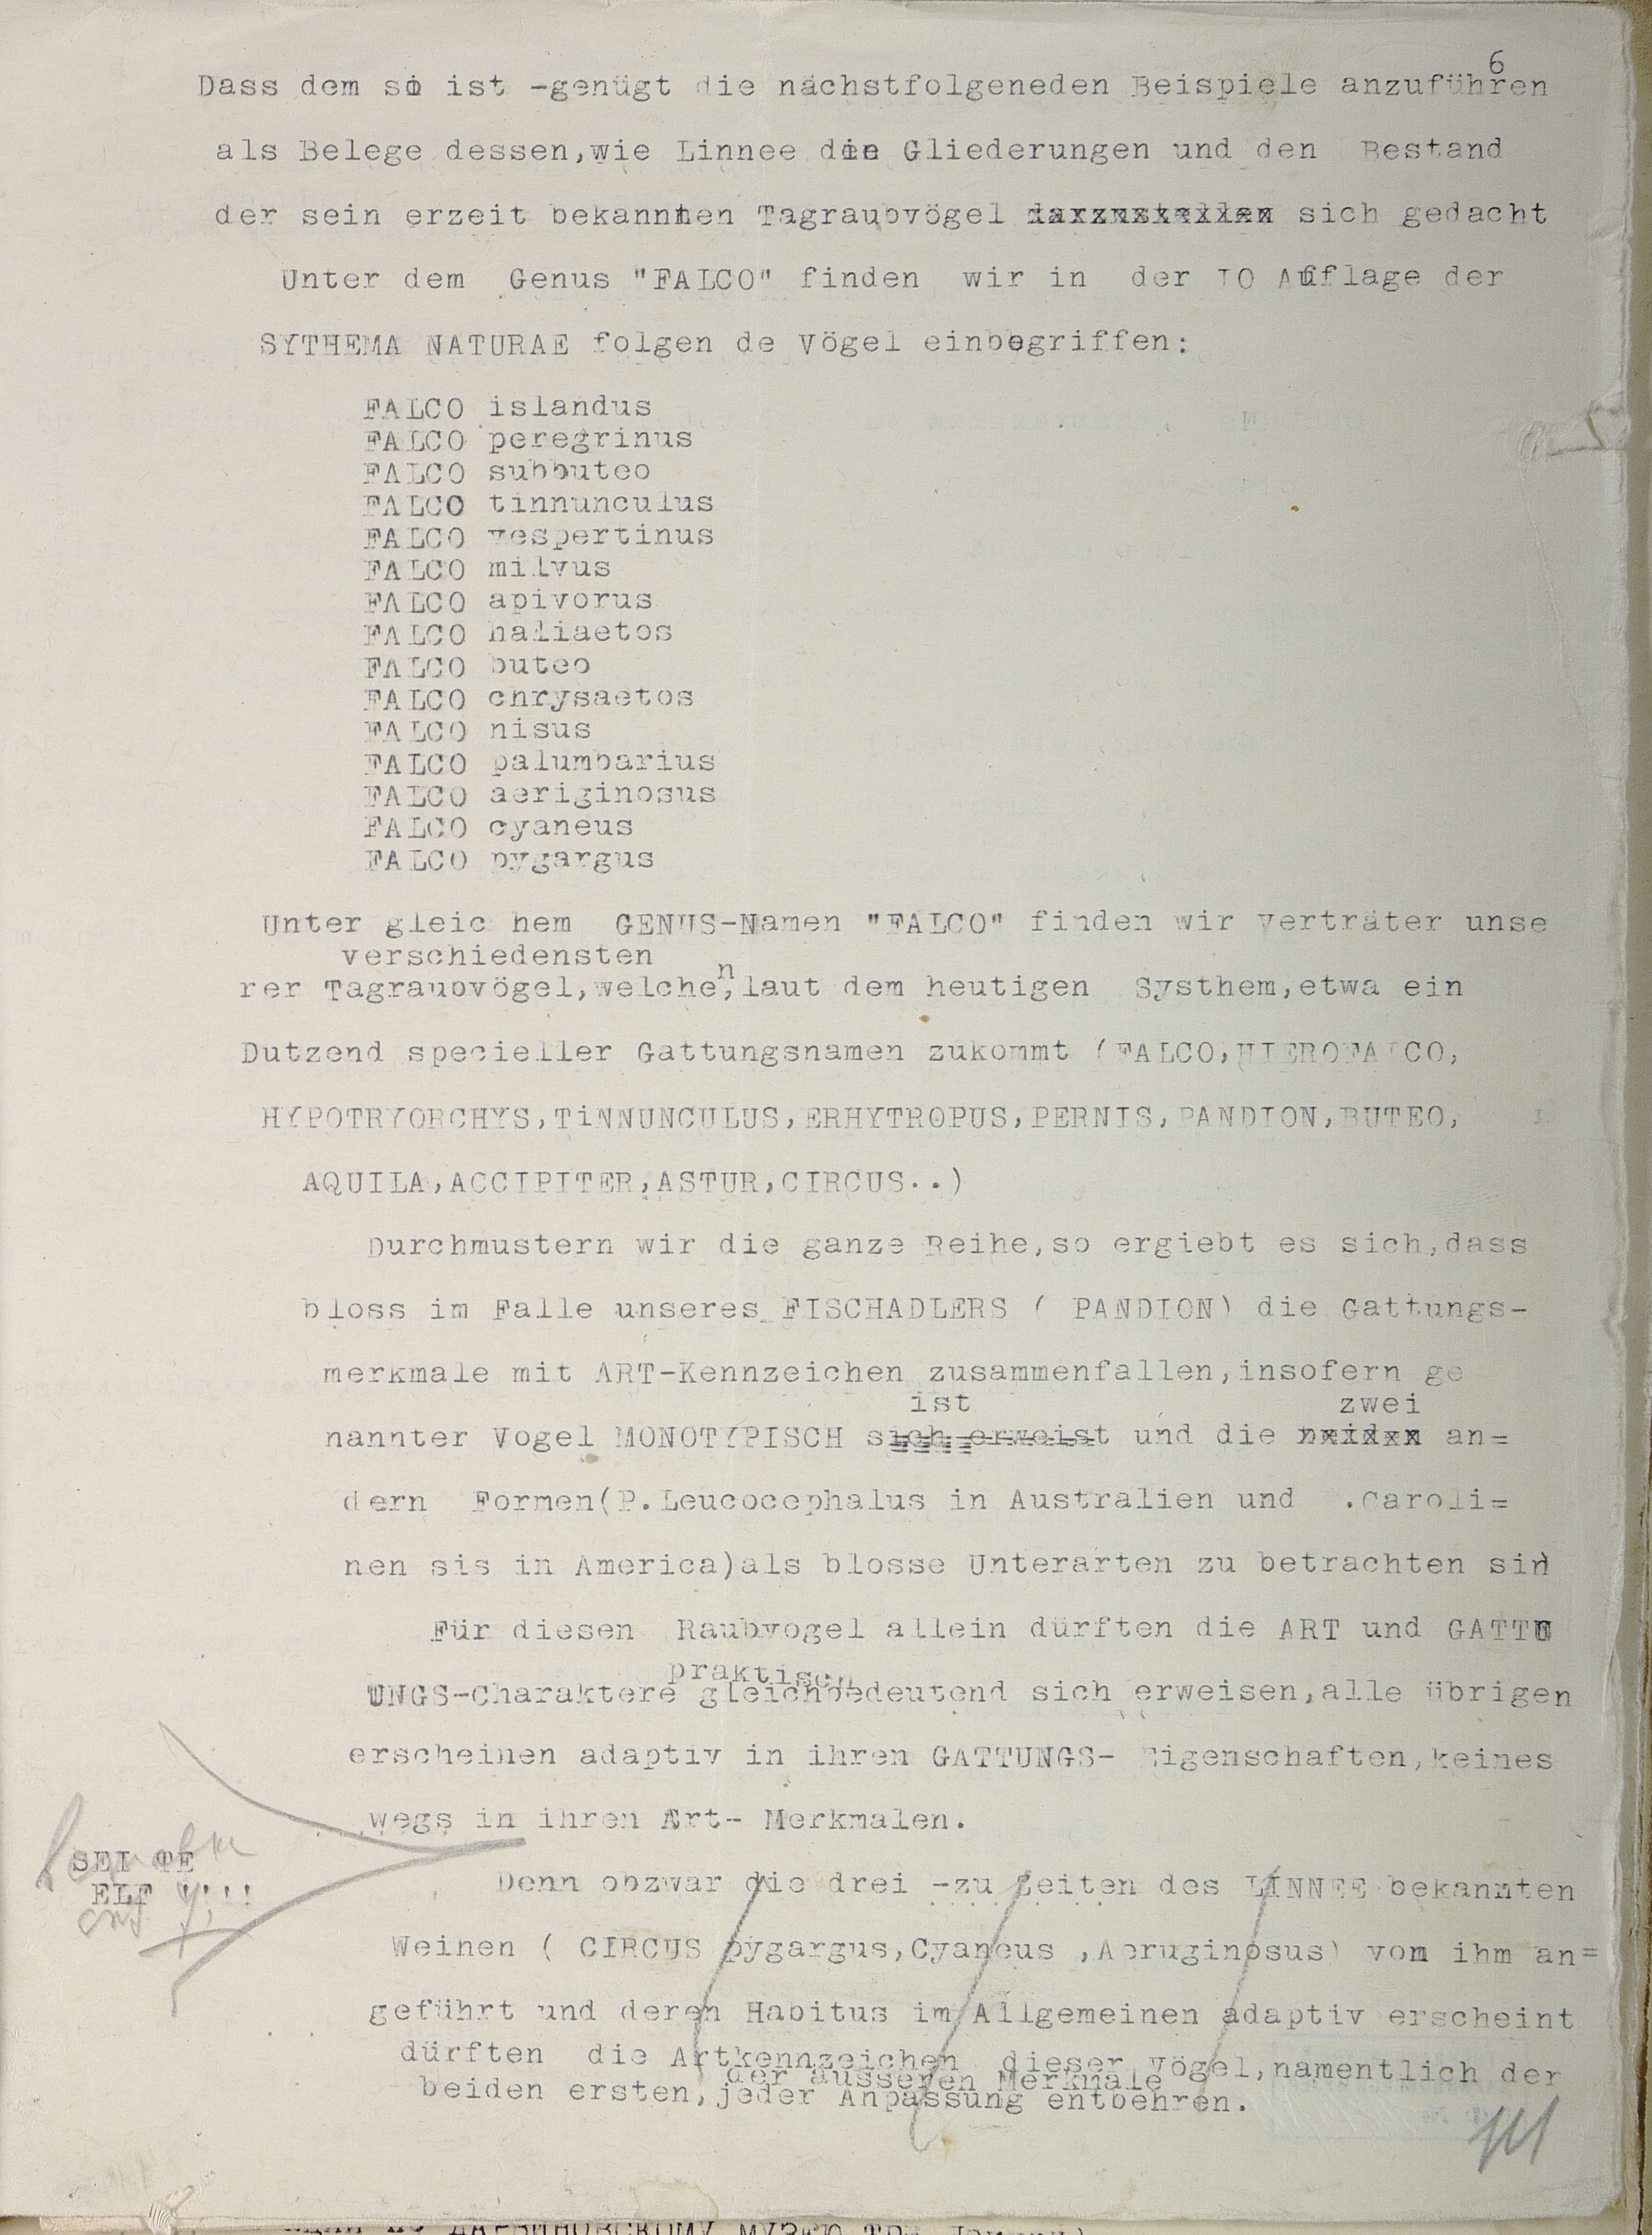 6
Dass dem so ist -genügt die nächstfolgeneden Beispiele anzuführen
als Belege dessen,wie Linnee die Gliederungen und den Bestand
der sein erzeit bekannten Tagraubvögel darzustellen sich gedacht
Unter dem Genus "FALCO" finden wir in der IO Auflage der
SYTHEMA NATURAE folgen de Vögel einbegriffen:
FALCO islandus
FALCO peregrinus
FALCO subbuteo
FALCO tinnunculus
FALCO vespertinus
FALCO milvus
FALCO apivorus
FALCO haliaetos
FALCO buteo
FALCO chrysaetos
FALCO nisus
FALCO palumbarius
FALCO aeriginosus
FALCO cyaneus
FALCO pygargus
Unter gleic hem GENUS-Namen "FALCO" finden wir Verträter unse
verschiedensten
rer Tagraubvögel,welchen,laut dem heutigen Systhem,etwa ein
Dutzend specieller Gattungsnamen zukommt (FALCO,HIEROFALCO,
HYPOTRYORCHYS,TiNNUNCULUS,ERHYTROPUS,PERNIS,PANDION,BUTEO,
AQUILA,ACCIPITER,ASTUR,CIRCUS..)
Durchmustern wir die ganze Reihe,so ergiebt es sich,dass
bloss im Falle unseres FISCHADLERS ( PANDION) die Gattungs-
merkmale mit ART-Kennzeichen zusammenfallen,insofern ge
ist zwei
nannter Vogel MONOTYPISCH sich erweist und die beiden an=
dern Formen(P.Leucocephalus in Australien und .Caroli=
nen sis in America)als blosse Unterarten zu betrachten sind
Für diesen Raubvogel allein dürften die ART und GATTU
praktisch
UNGS-Charaktere gleichbedeutend sich erweisen,alle übrigen
erscheinen adaptiv in ihren GATTUNGS- Eigenschaften,keines
wegs in ihren Art- Merkmalen.
SEI TE
ELF !!!!
Denn obzwar die drei -zu Zeiten des LINNEE bekannten
Weinen ( CIRCUS pygargus,Cyaneus ,Aeruginosus) von ihm an=
geführt und deren Habitus im Allgemeinen adaptiv erscheint
dürften die Artkennzeichen dieser Vögel,namentlich der
der äusseren Merkmale
beiden ersten,jeder Anpassung entbehren.